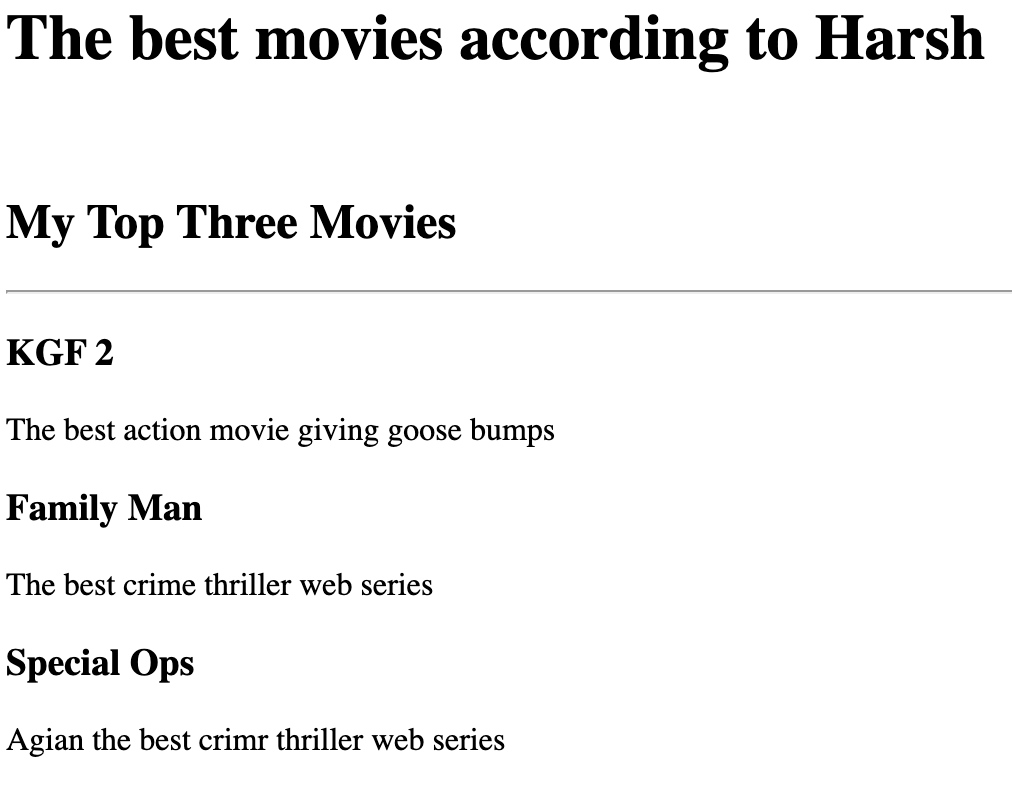 The best movies according to Harsh
My Top Three Movies
KGF 2
The best action movie giving goose bumps
Family Man
The best crime thriller web series
Special Ops
Agian the best crimr thriller web series